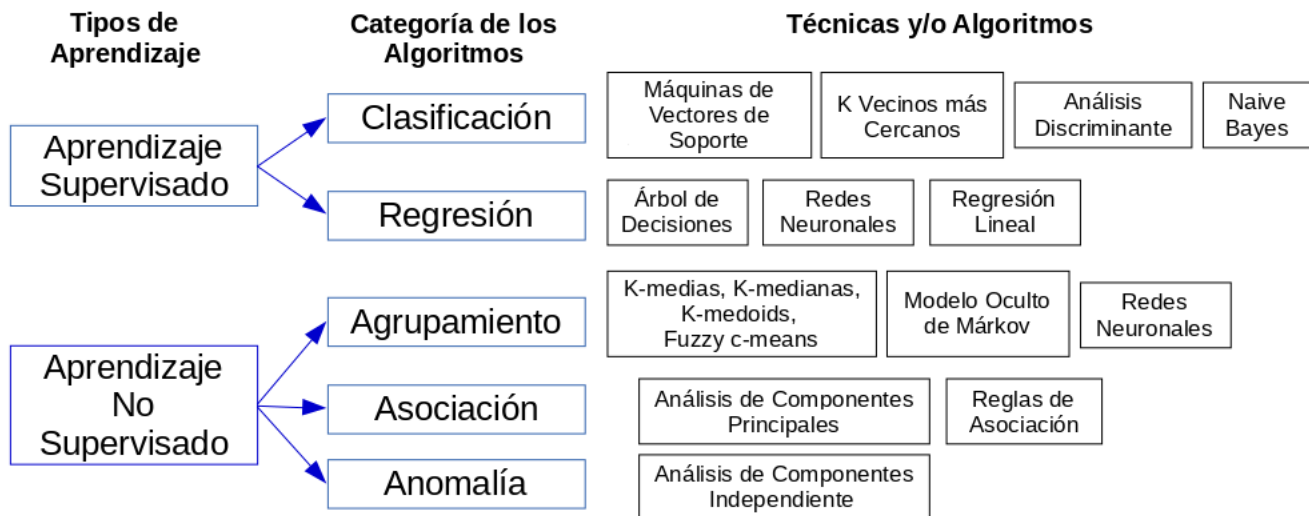 Tipos de
Aprendizaje
Categoría de los
Algoritmos
Técnicas y/o Algoritmos
Aprendizaje
Supervisado
Clasificación
Máquinas de
Vectores de
Soporte
K Vecinos más
Cercanos
Análisis
Discriminante
Naive
Bayes
Regresión
Árbol de
Decisiones
Redes
Neuronales
Regresión
Lineal
Aprendizaje
No
Supervisado
Agrupamiento
K-medias, K-medianas,
K-medoids,
Fuzzy c-means
Modelo Oculto
de Márkov
Redes
Neuronales
Asociación
Análisis de Componentes
Principales
Reglas de
Asociación
Anomalía
Análisis de Componentes
Independiente